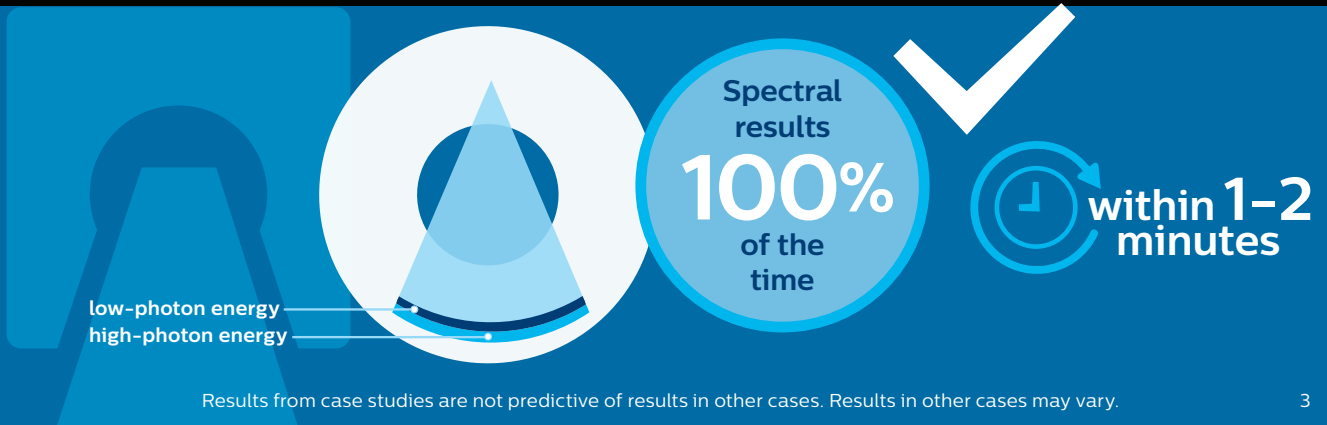 Spectral
results
100%
of the
time
within 1–2
minutes
low-photon energy
high-photon energy
Results from case studies are not predictive of results in other cases. Results in other cases may vary.
3